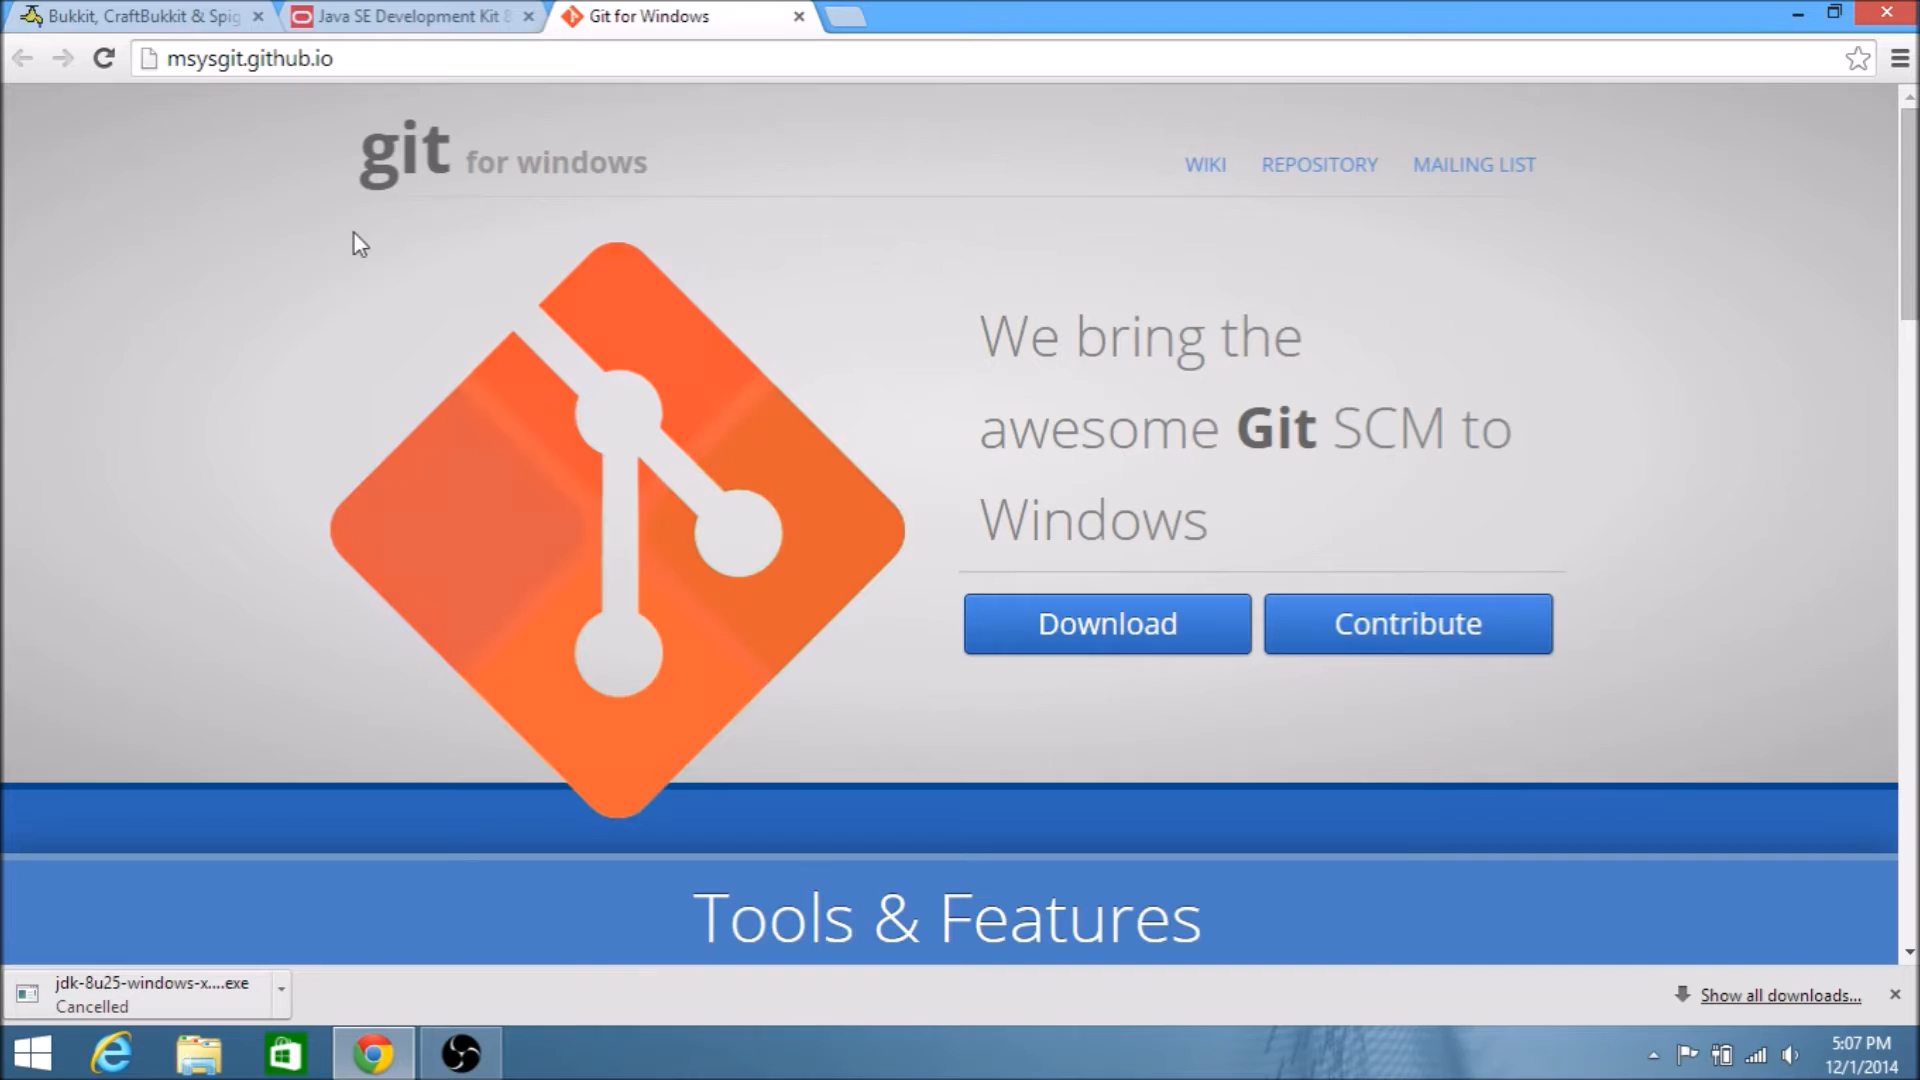 Bukkit, CraftBukkit & Spig
Java SE Development Kit 8
Git for Windows
msysgit.github.io
git for windows
WIKI
REPOSITORY
MAILING LIST
We bring the
awesome Git SCM to
Windows
Download
Contribute
Tools & Features
jdk-8u25-windows-x....exe
Cancelled
Show all downloads...
5:07 PM
12/1/2014